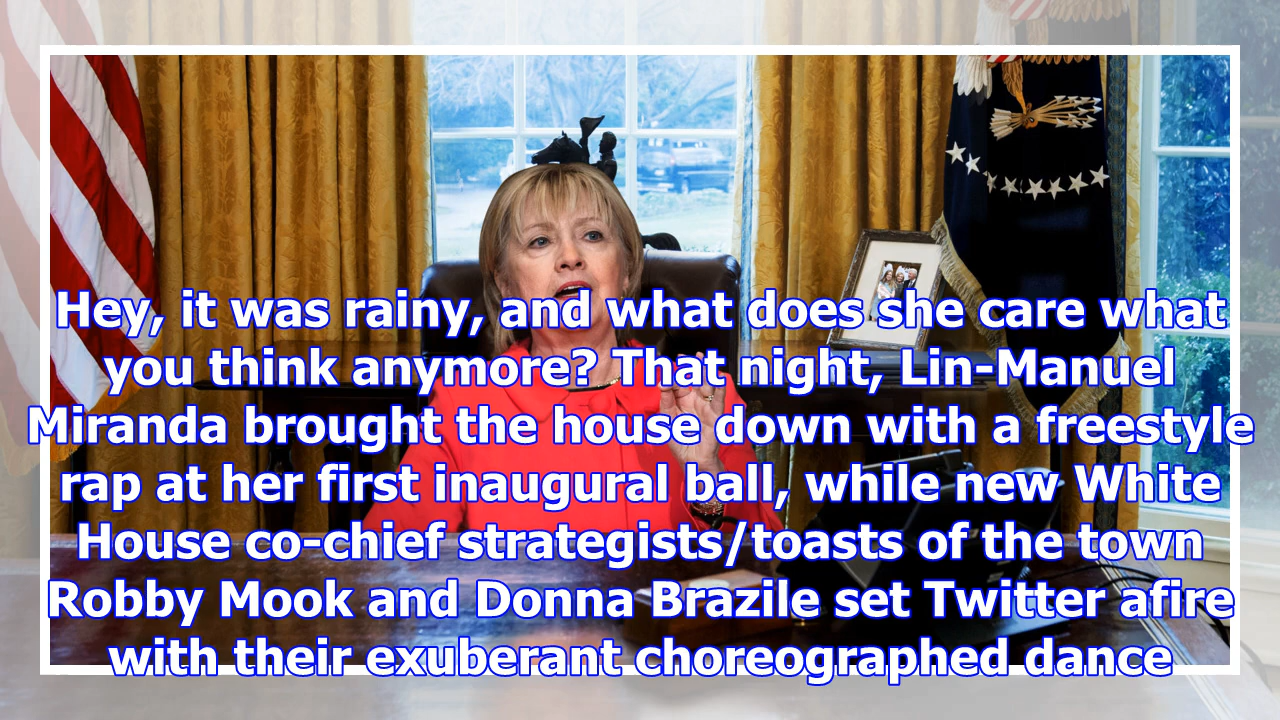 Hey, it was rainy, and what does she care what
you think anymore? That night, Lin-Manuel
Miranda brought the house down with a freestyle
rap at her first inaugural ball, while new White
House co-chief strategists/toasts of the town
Robby Mook and Donna Brazile set Twitter afire
with their exuberant choreographed dance